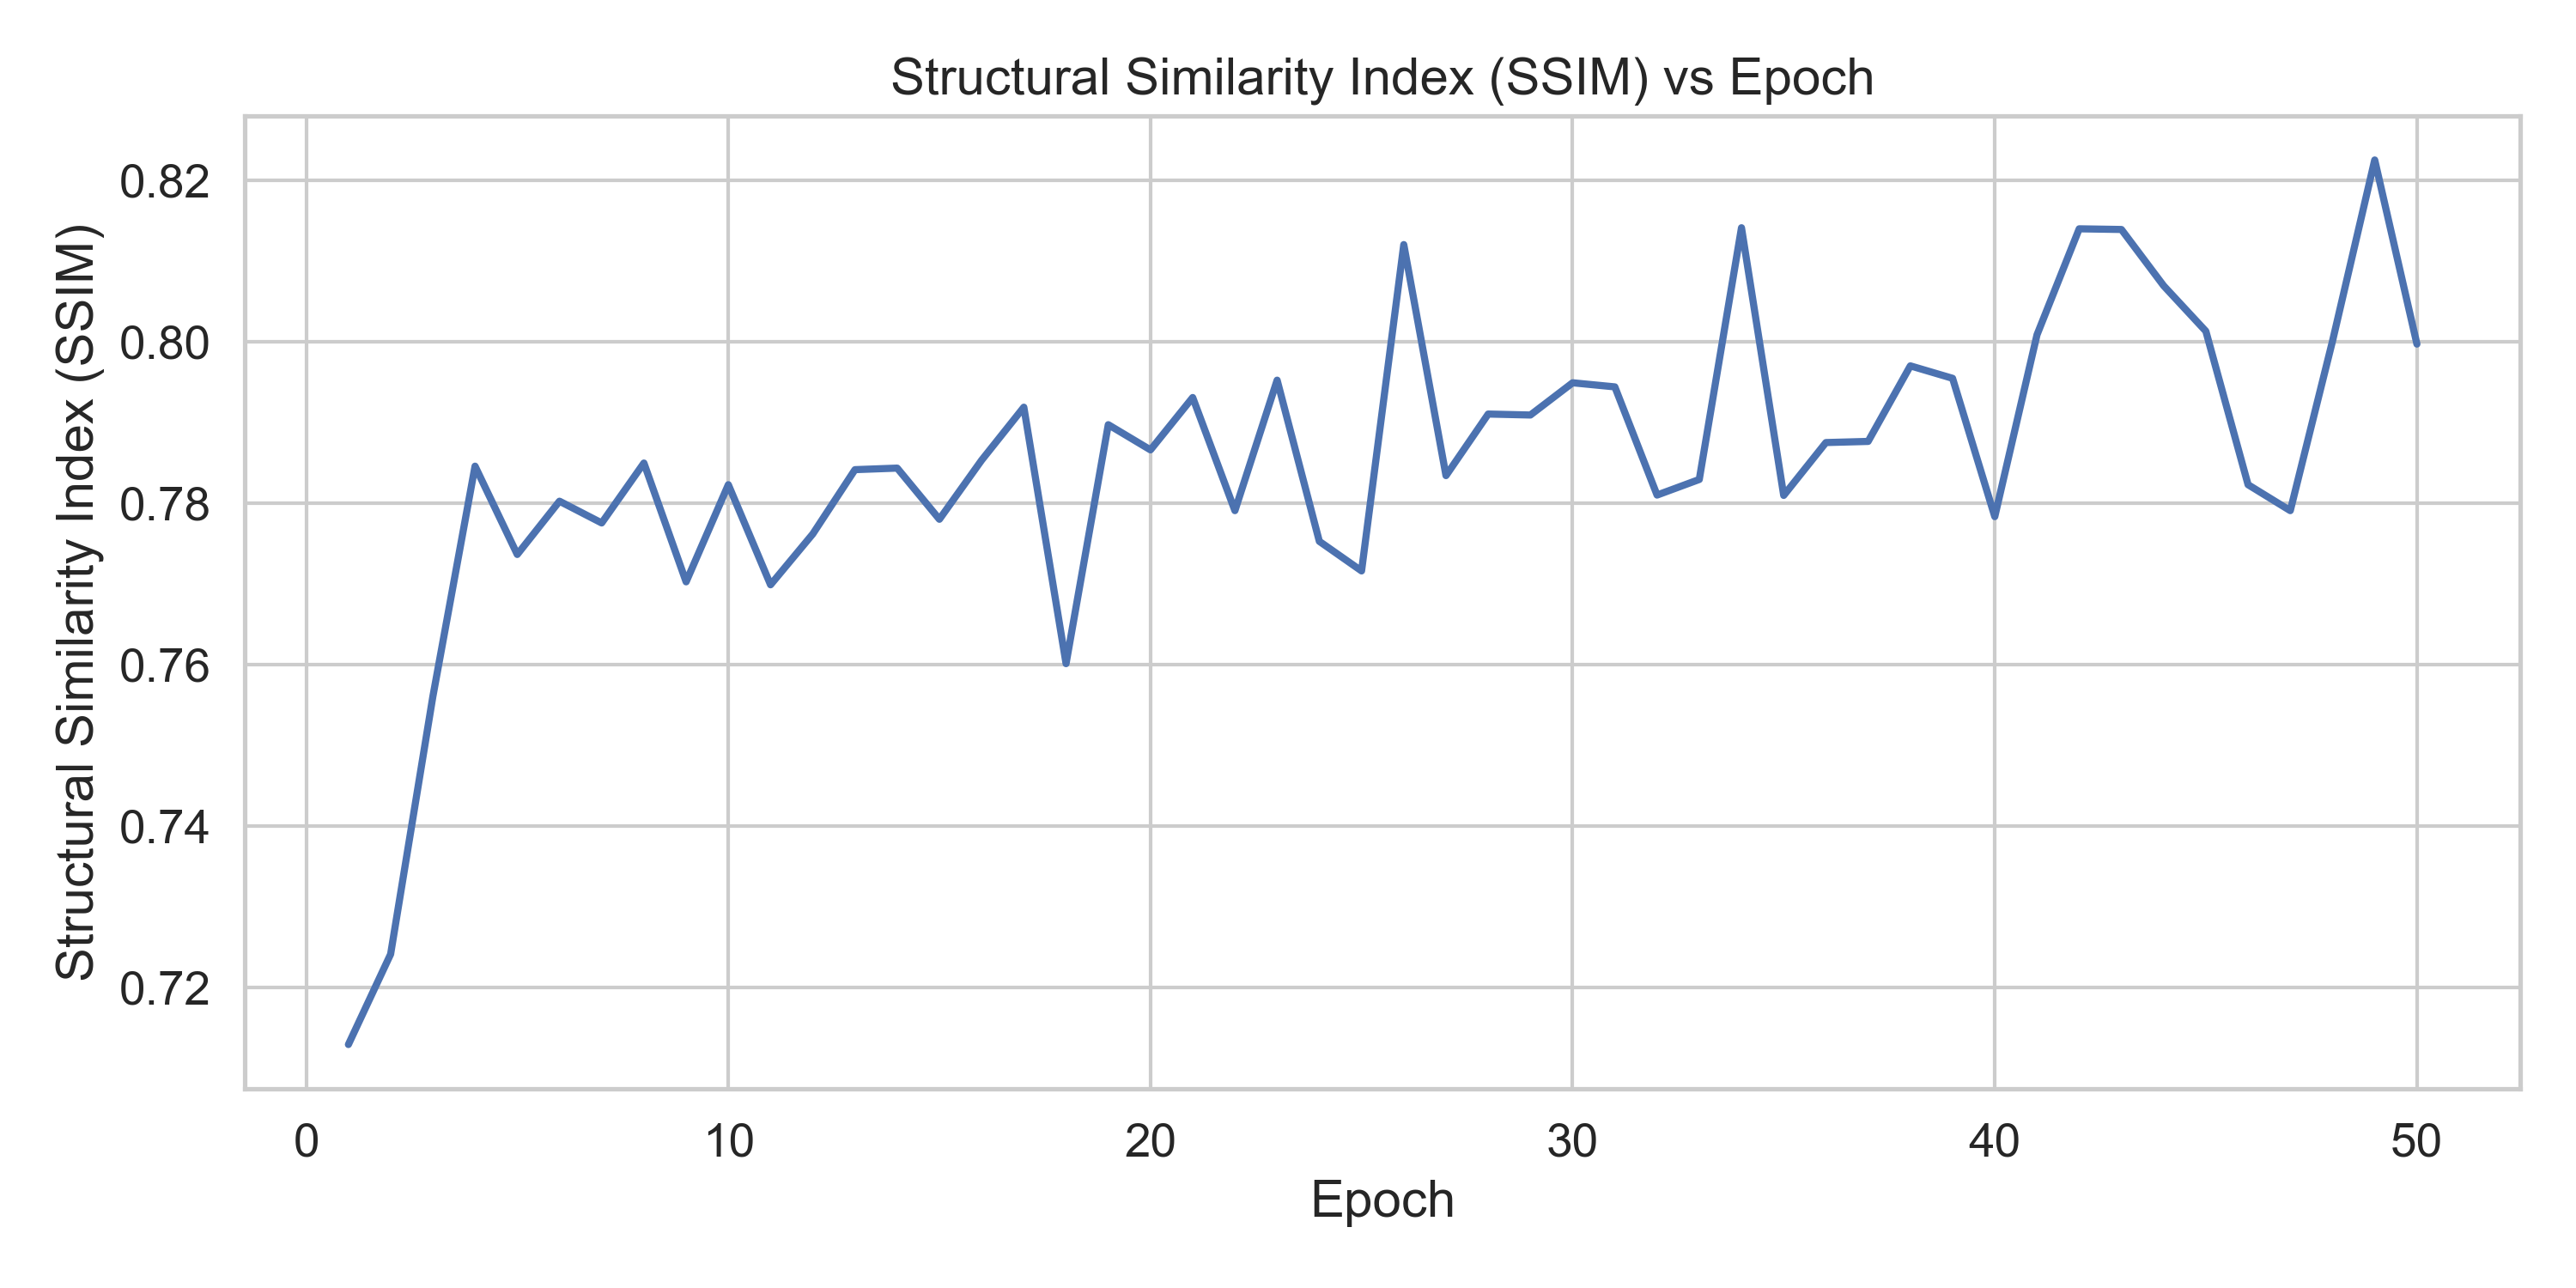 Structural Similarity Index (SSIM) vs Epoch
Structural Similarity Index (SSIM)
0.82
0.80
0.78
0.76
0.74
0.72
0 10 20 30 40 50
Epoch